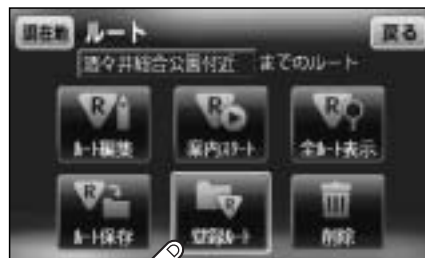 現在地 ルート 戻る
諸々井総合公園付近 までのルート
ルート編集 案内スタート 全ルート表示
ルート保存 登録ルート 削除